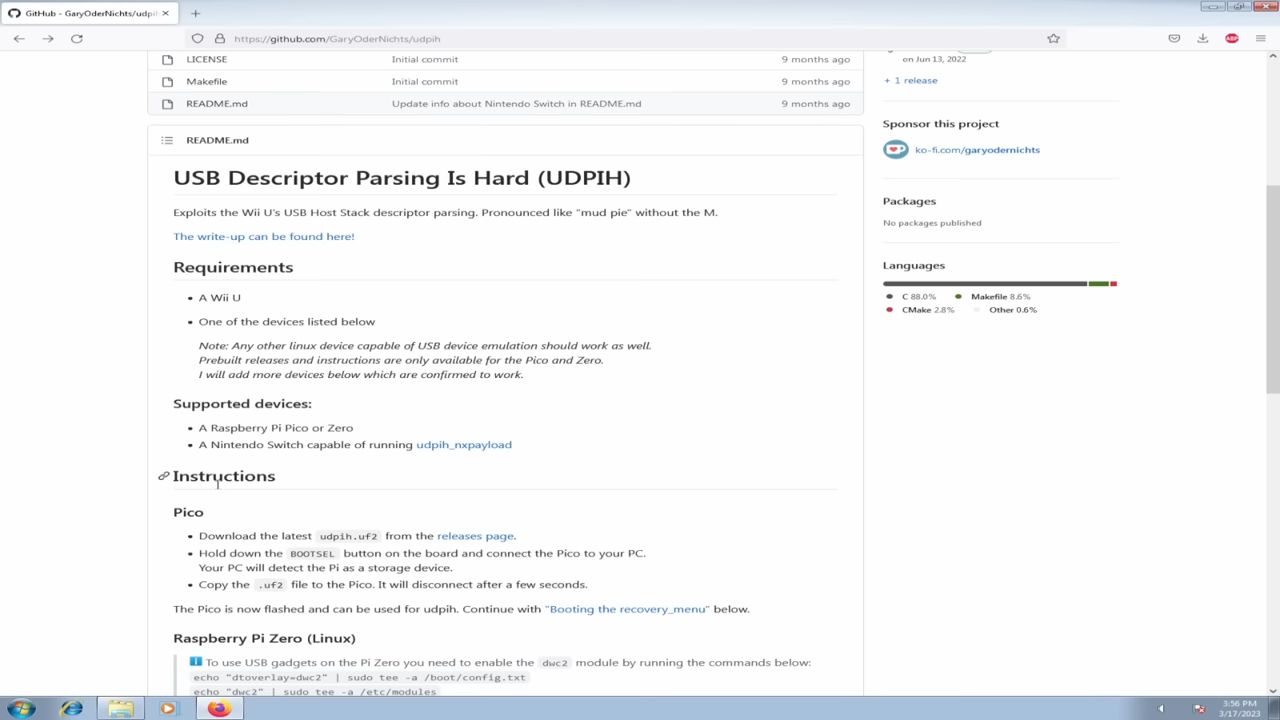 GitHub - GaryOderNichts/udpih
https://github.com/GaryOderNichts/udpih
ABP
LICENSE Initial commit 9 months ago
Makefile Initial commit 9 months ago
README.md Update info about Nintendo Switch in README.md 9 months ago
on Jun 13, 2022
+ 1 release
README.md
USB Descriptor Parsing Is Hard (UDPIH)
Exploits the Wii U's USB Host Stack descriptor parsing. Pronounced like "mud pie" without the M.
The write-up can be found here!
Requirements
• A Wii U
• One of the devices listed below
Note: Any other linux device capable of USB device emulation should work as well.
Prebuilt releases and instructions are only available for the Pico and Zero.
I will add more devices below which are confirmed to work.
Supported devices:
• A Raspberry Pi Pico or Zero
• A Nintendo Switch capable of running udpih_nxpayload
Instructions
Pico
• Download the latest udpih.uf2 from the releases page.
• Hold down the BOOTSEL button on the board and connect the Pico to your PC.
Your PC will detect the Pi as a storage device.
• Copy the .uf2 file to the Pico. It will disconnect after a few seconds.
The Pico is now flashed and can be used for udpih. Continue with "Booting the recovery_menu" below.
Raspberry Pi Zero (Linux)
To use USB gadgets on the Pi Zero you need to enable the dwc2 module by running the commands below:
echo "dtoverlay=dwc2" | sudo tee -a /boot/config.txt
echo "dwc2" | sudo tee -a /etc/modules
Sponsor this project
ko-fi.com/garyodernichts
Packages
No packages published
Languages
C 88.0% Makefile 8.6%
CMake 2.8% Other 0.6%
3:56 PM
3/17/2023